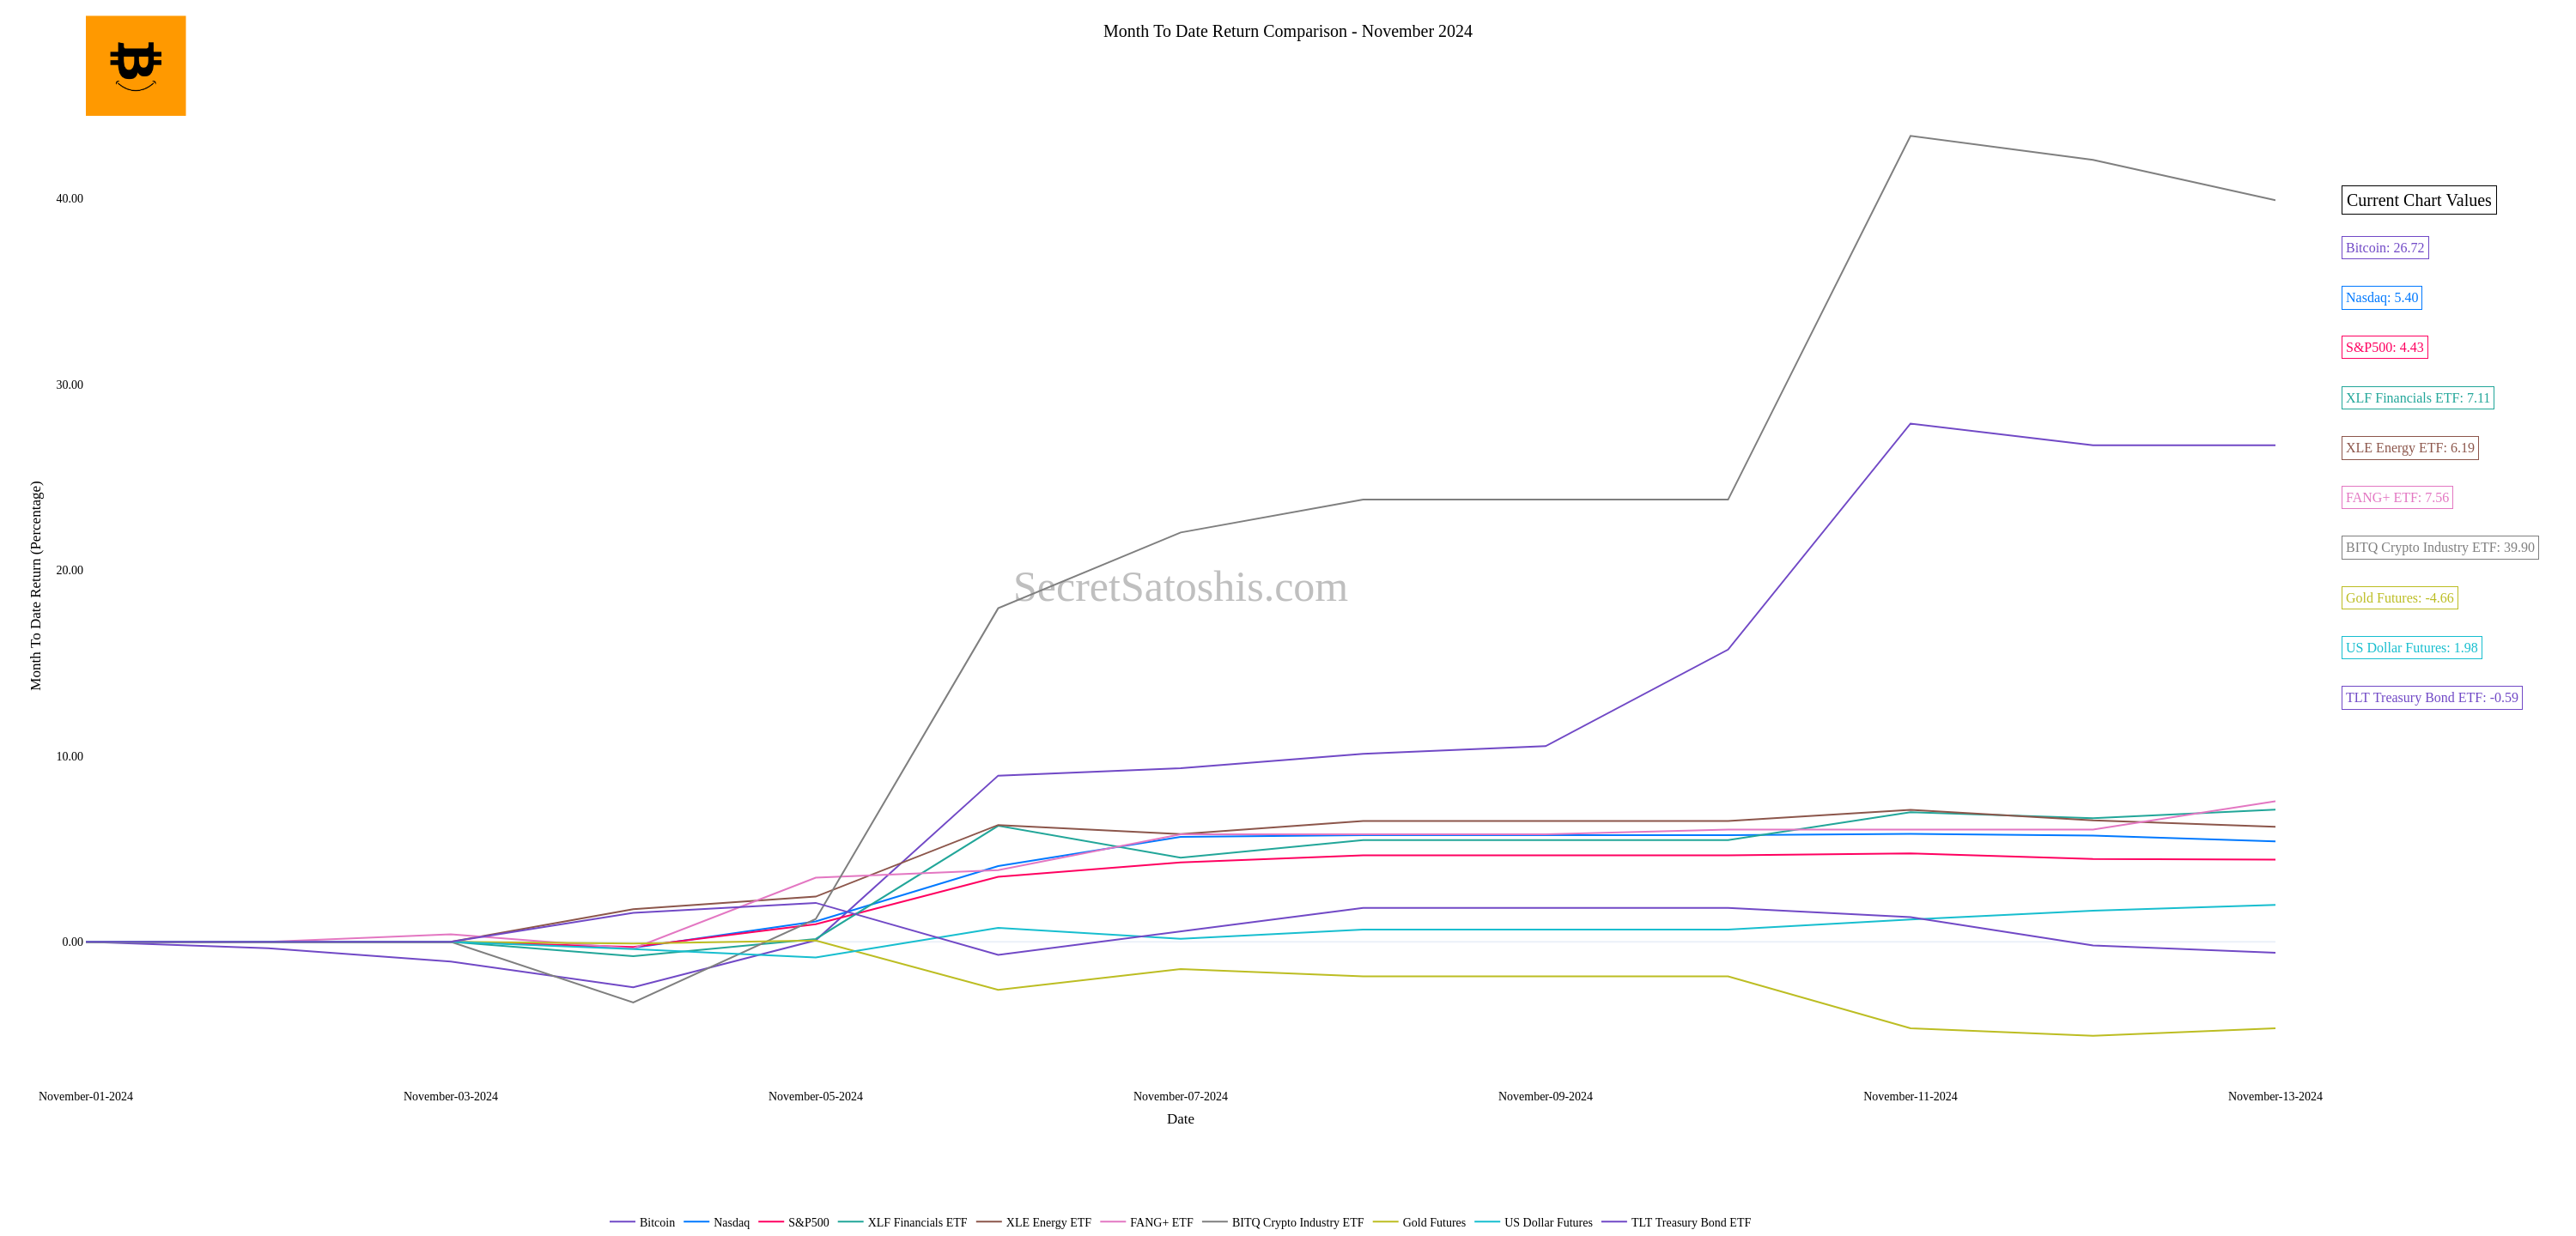 Month To Date Return Comparison - November 2024
40.00
30.00
20.00
10.00
0.00
Month To Date Return (Percentage)
SecretSatoshis.com
Current Chart Values
Bitcoin: 26.72
Nasdaq: 5.40
S&P500: 4.43
XLF Financials ETF: 7.11
XLE Energy ETF: 6.19
FANG+ ETF: 7.56
BITQ Crypto Industry ETF: 39.90
Gold Futures: -4.66
US Dollar Futures: 1.98
TLT Treasury Bond ETF: -0.59
November-01-2024 November-03-2024 November-05-2024 November-07-2024 November-09-2024 November-11-2024 November-13-2024
Date
Bitcoin Nasdaq S&P500 XLF Financials ETF XLE Energy ETF FANG+ ETF BITQ Crypto Industry ETF Gold Futures US Dollar Futures TLT Treasury Bond ETF